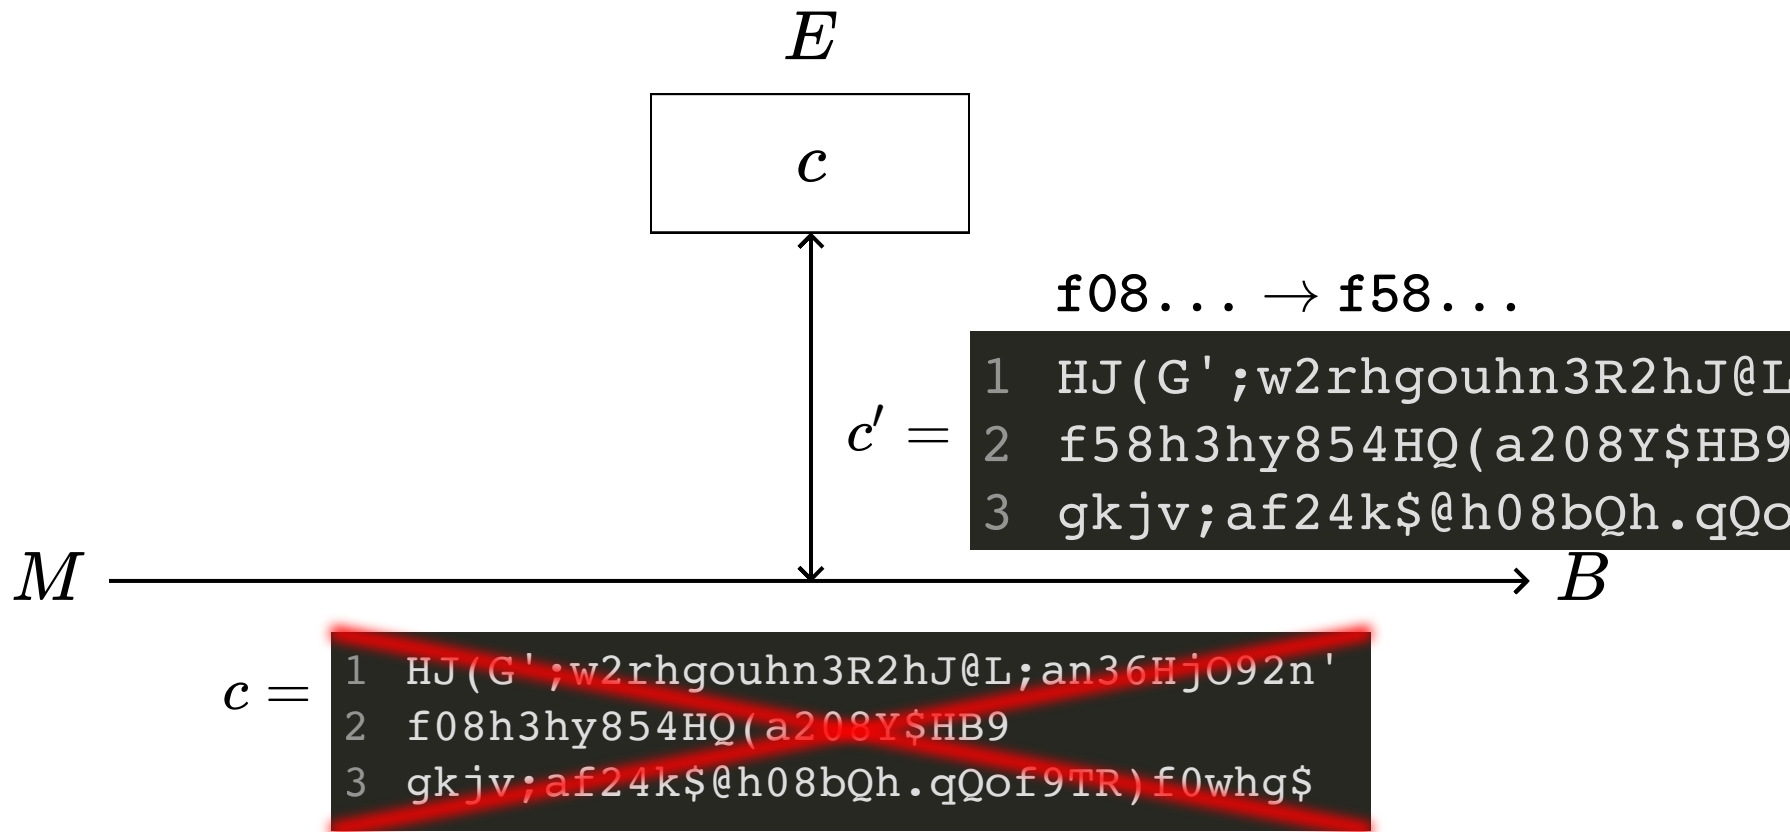 E
c
f08... → f58...
c′ =
1 HJ(G';w2rhgouhn3R2hJ@L
2 f58h3hy854HQ(a208Y$HB9
3 gkjv;af24k$@h08bQh.qQo
M
B
c =
1 HJ(G';w2rhgouhn3R2hJ@L;an36HjO92n'
2 f08h3hy854HQ(a208Y$HB9
3 gkjv;af24k$@h08bQh.qQof9TR)f0whg$